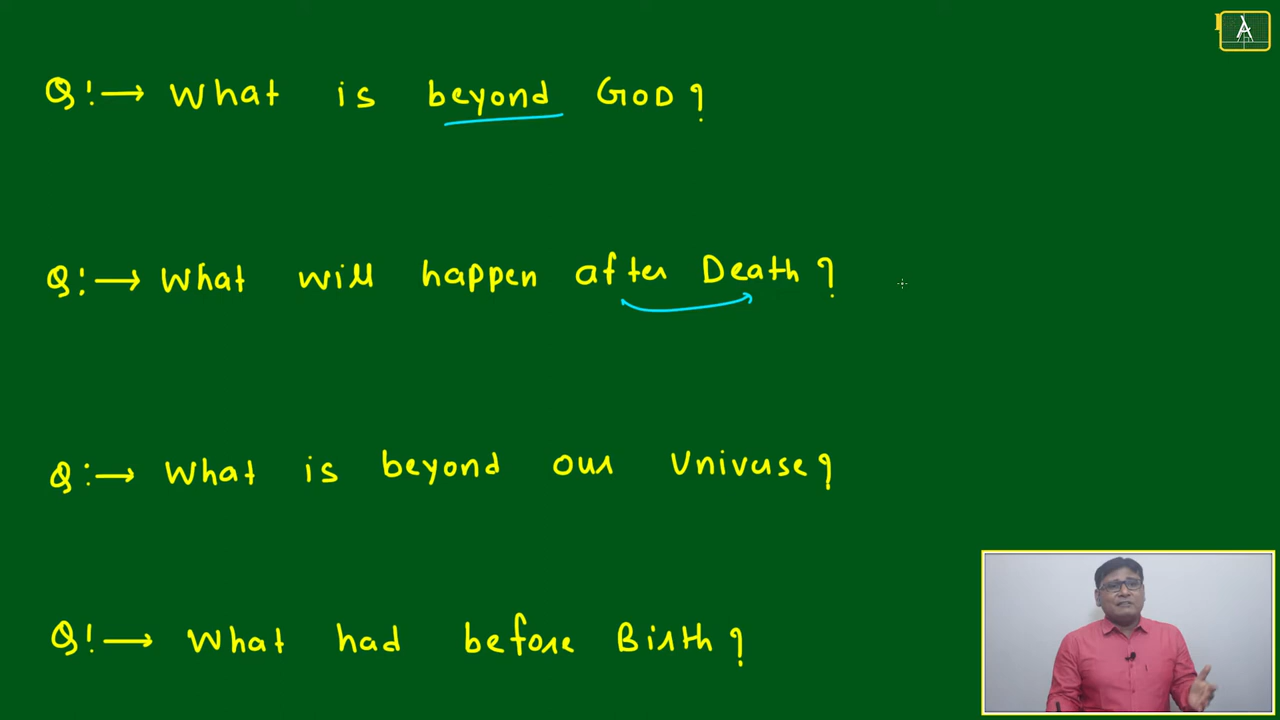 Q:→ What is beyond GOD?
Q:→ What will happen after Death?
Q:→ What is beyond our Universe?
Q:→ What had before Birth?